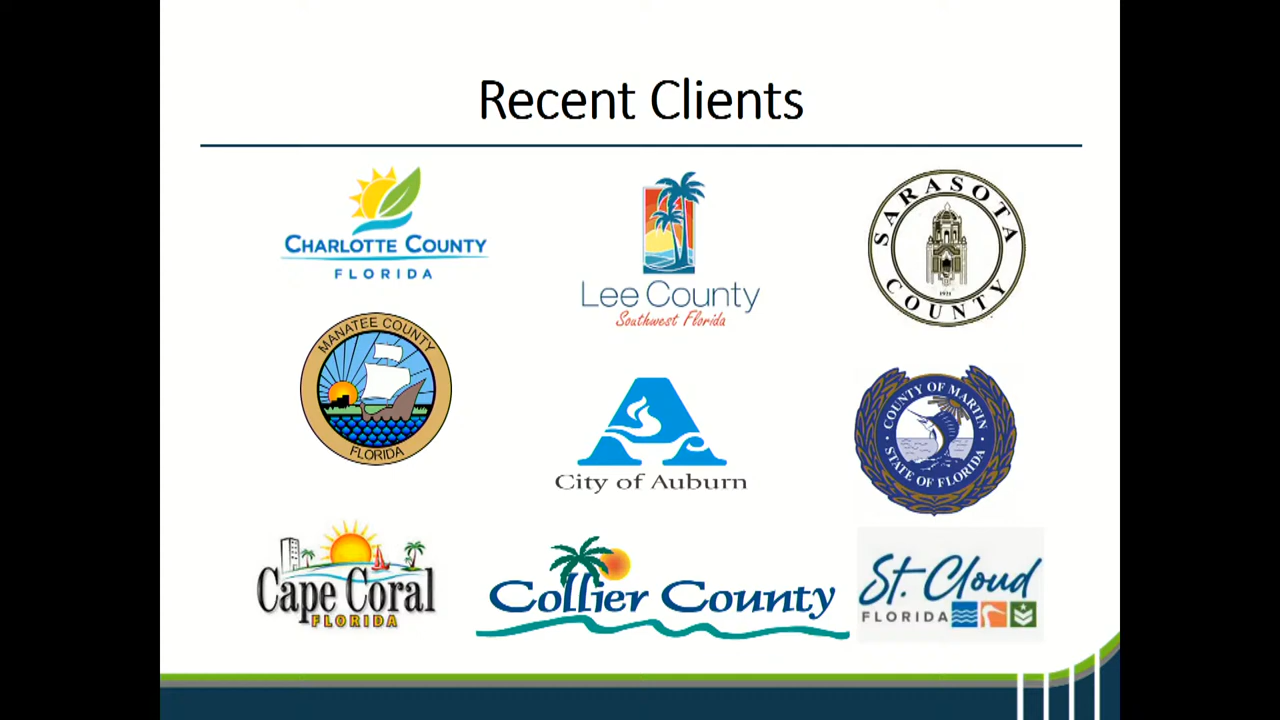 Recent Clients
CHARLOTTE COUNTY
FLORIDA
Lee County
Southwest Florida
SARASOTA
COUNTY
1921
MANATEE COUNTY
FLORIDA
City of Auburn
COUNTY OF MARTIN
STATE OF FLORIDA
Cape Coral
FLORIDA
Collier County
St. Cloud
FLORIDA